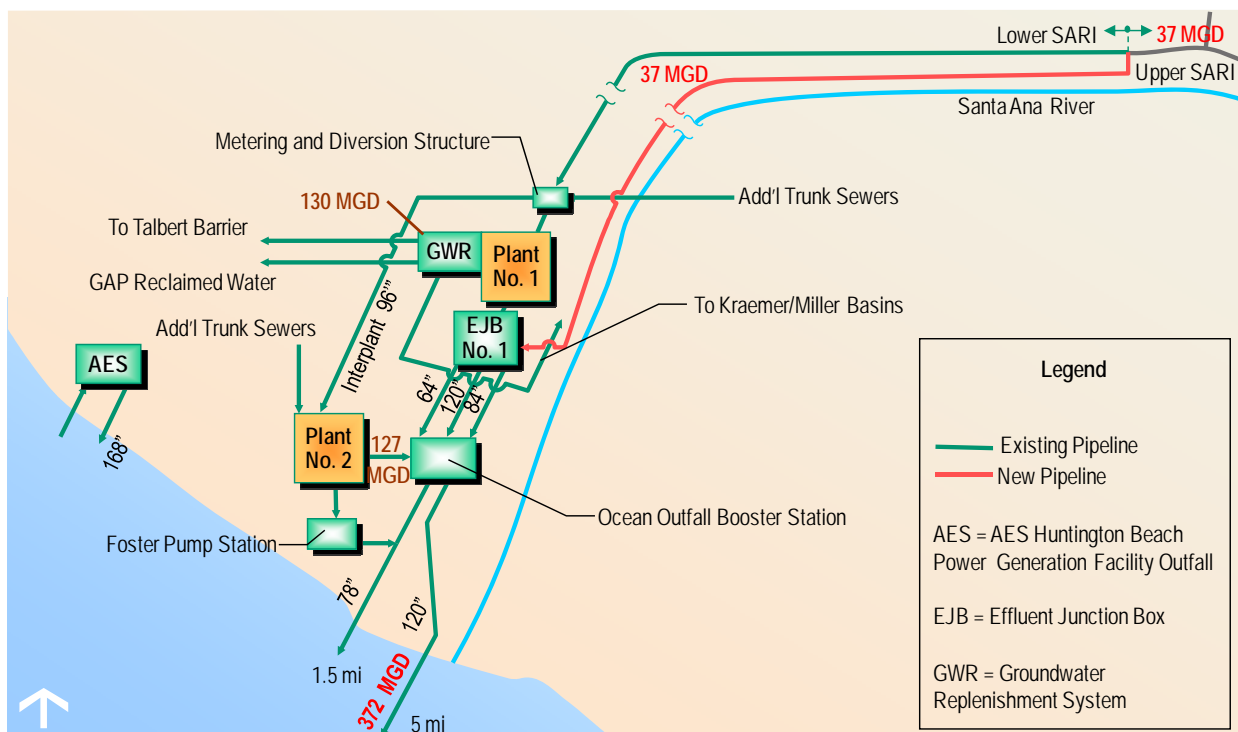 Lower SARI
37 MGD
37 MGD
Upper SARI
Santa Ana River
Metering and Diversion Structure
Add'l Trunk Sewers
130 MGD
To Talbert Barrier
GWR
Plant
No. 1
GAP Reclaimed Water
Interplant 96’”
To Kraemer/Miller Basins
Add'l Trunk Sewers
EJB
No. 1
AES
168”
64”
120”
84”
Plant
No. 2
127
MGD
Ocean Outfall Booster Station
Foster Pump Station
78”
120”
1.5 mi
372 MGD
5 mi
Legend
Existing Pipeline
New Pipeline
AES = AES Huntington Beach
Power Generation Facility Outfall
EJB = Effluent Junction Box
GWR = Groundwater
Replenishment System